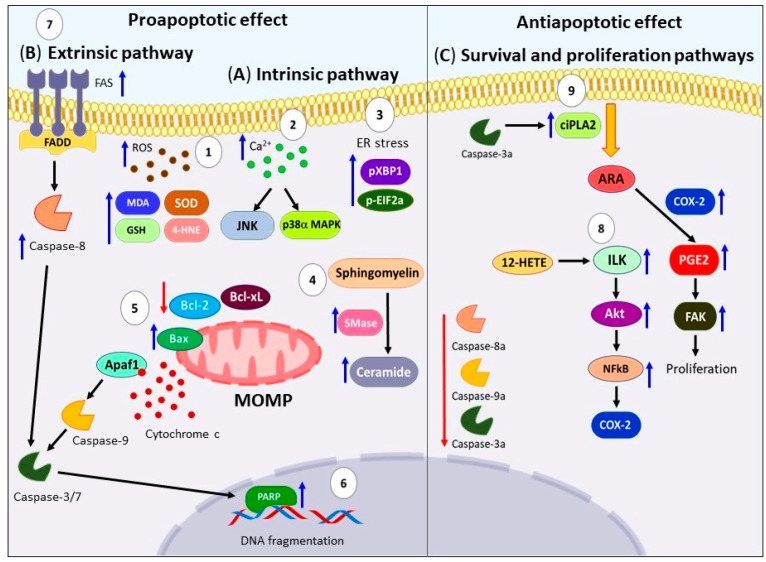 Proapoptotic effect
Antiapoptotic effect
7
(B) Extrinsic pathway
(C) Survival and proliferation pathways
(A) Intrinsic pathway
FAS
FADD
ROS
1
2
Ca2+
3
ER stress
pXBP1
p-EIF2a
MDA
SOD
GSH
4-HNE
JNK
p38α MAPK
Caspase-8
4
Sphingomyelin
SMase
Ceramide
5
Bcl-2
Bcl-xL
Bax
Apaf1
MOMP
Cytochrome c
Caspase-9
Caspase-3/7
6
PARP
DNA fragmentation
9
ciPLA2
Caspase-3a
ARA
COX-2
8
12-HETE
ILK
PGE2
Akt
FAK
NFkB
Proliferation
COX-2
Caspase-8a
Caspase-9a
Caspase-3a